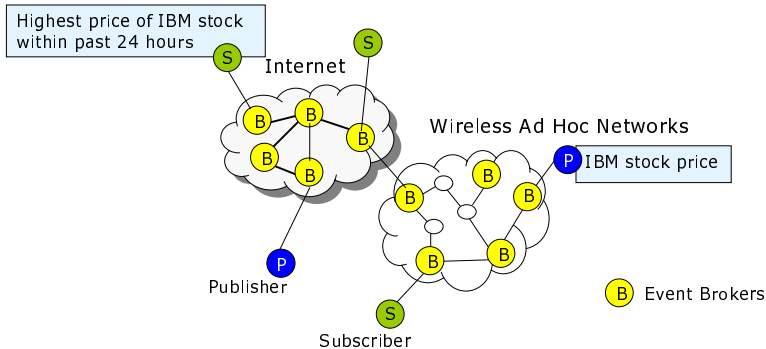 Highest price of IBM stock
within past 24 hours
S
S
Internet
B
B
B
B
B
Wireless Ad Hoc Networks
P
IBM stock price
B
B
B
B
B
P
Publisher
B
Event Brokers
S
Subscriber